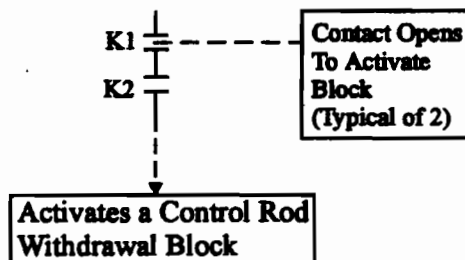 K1
Contact Opens
To Activate
Block
(Typical of 2)
K2
Activates a Control Rod
Withdrawal Block